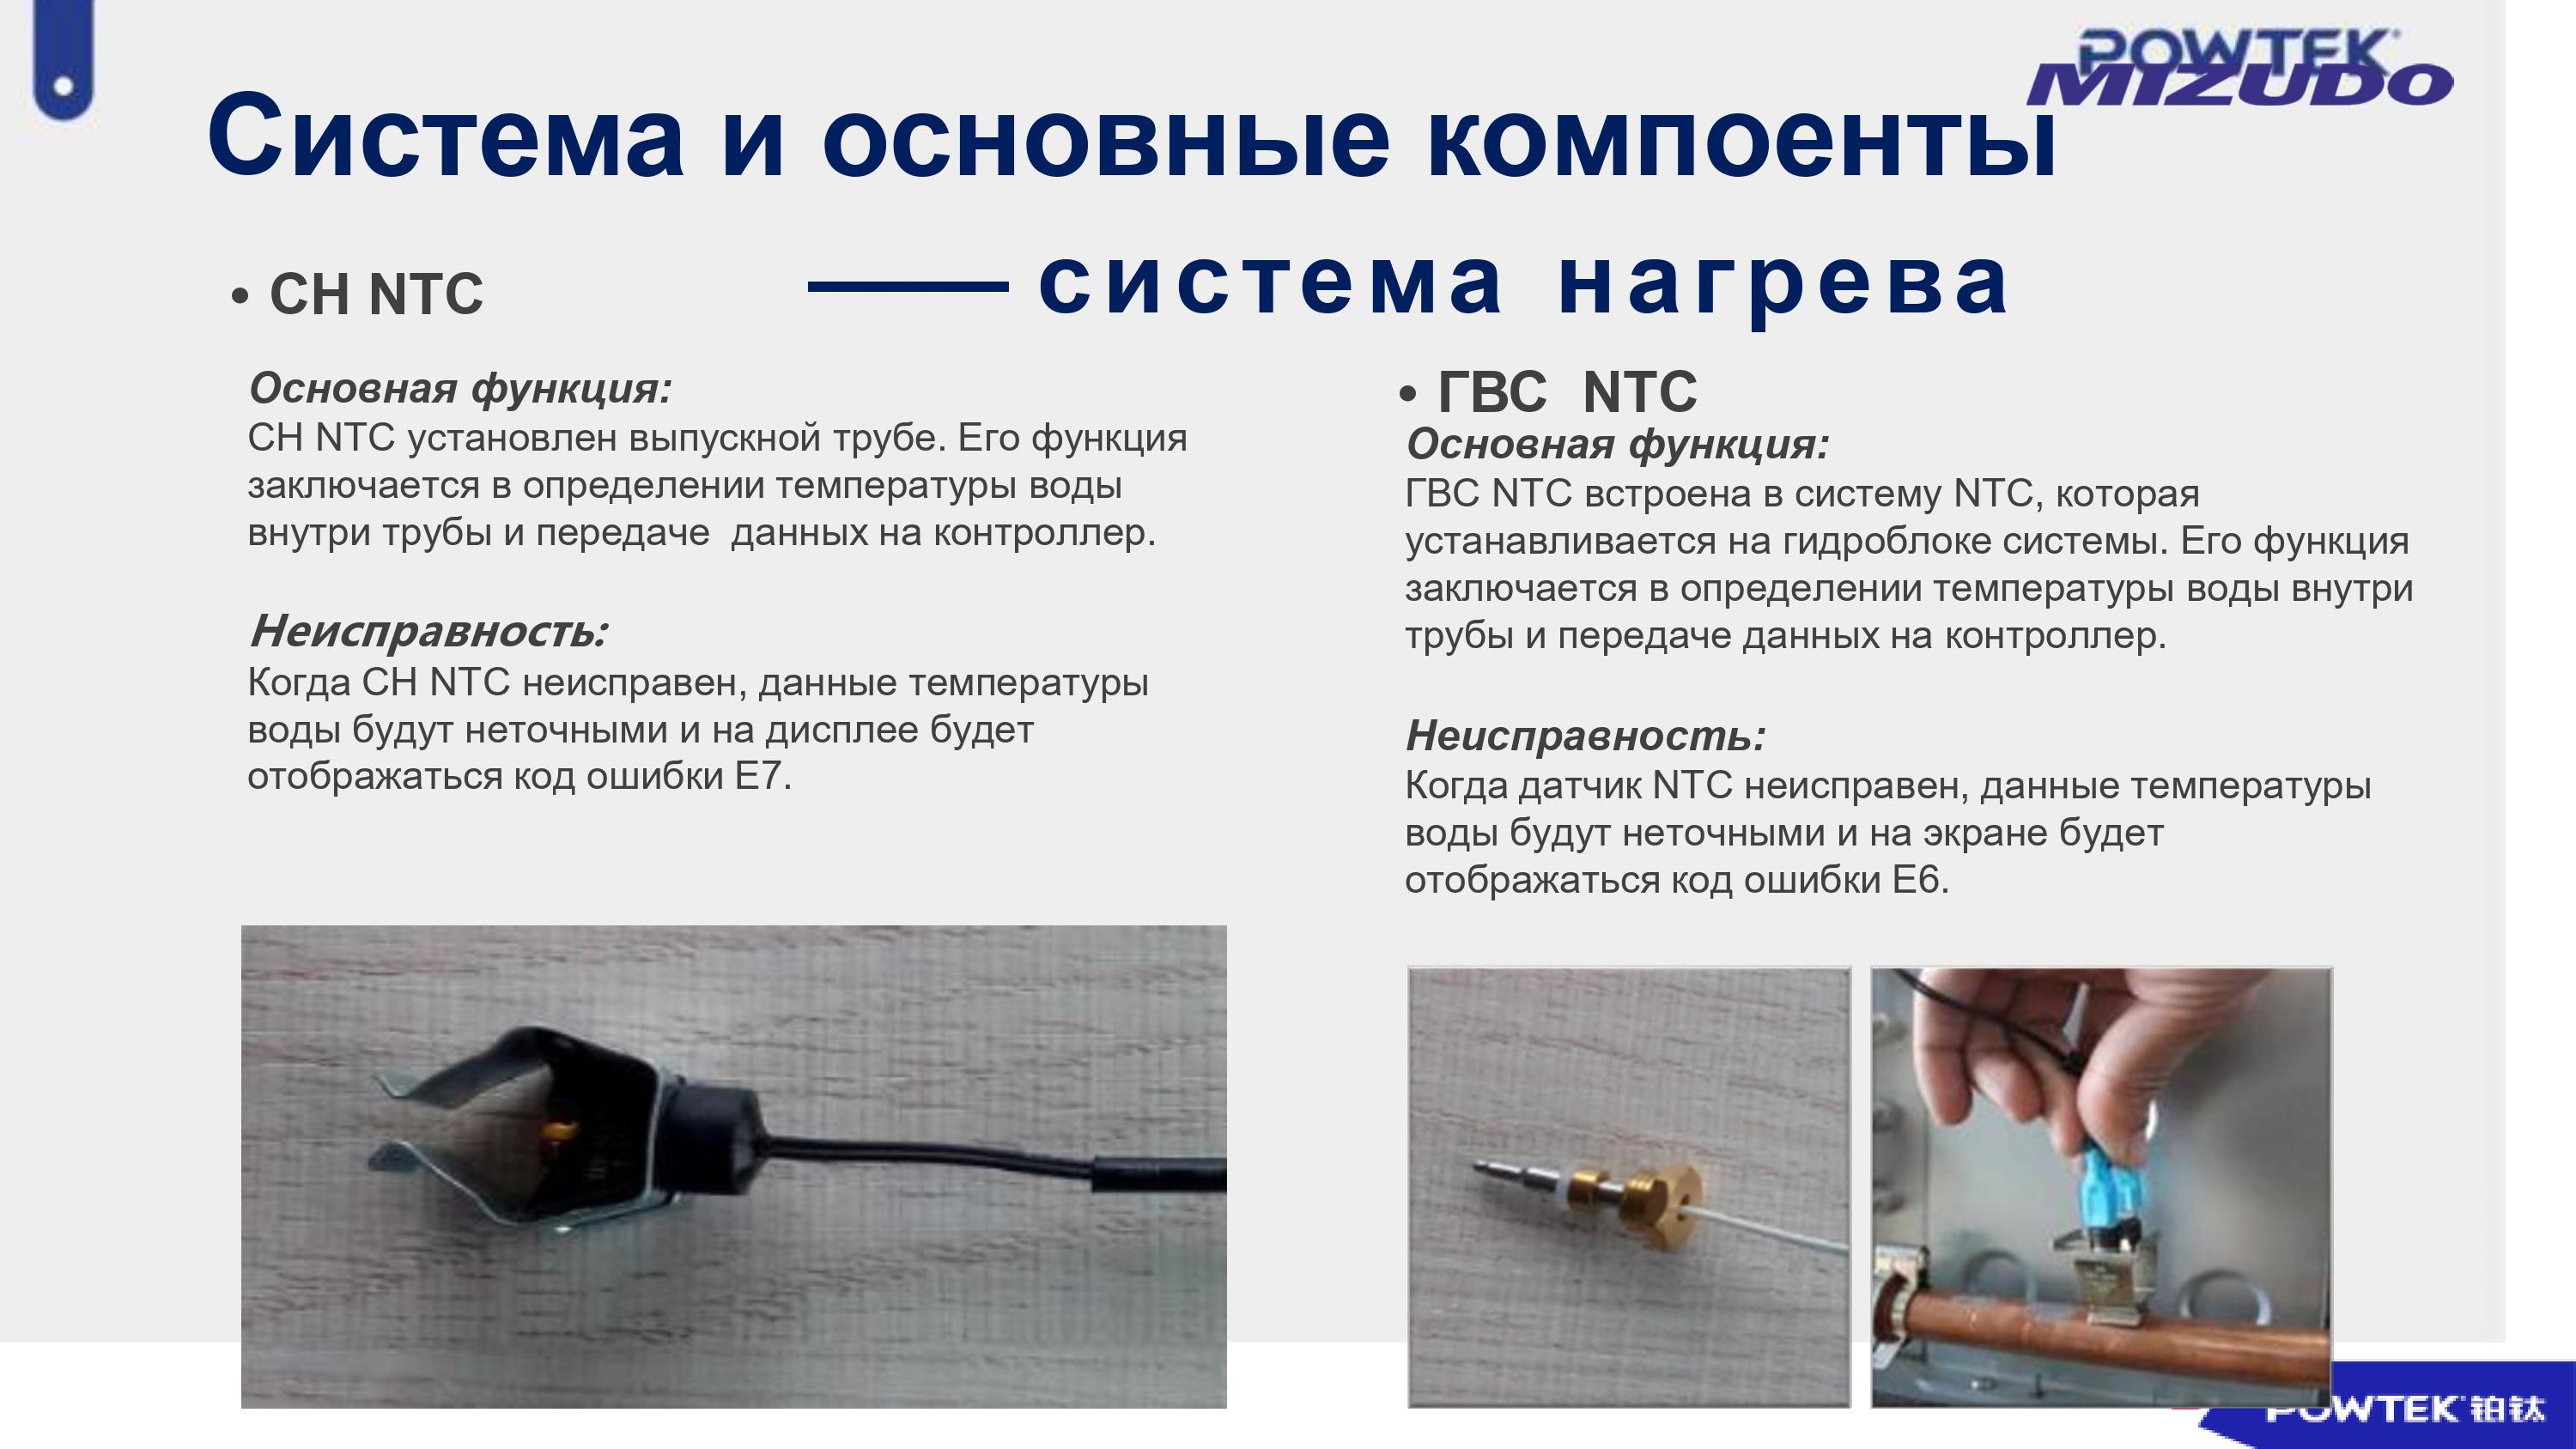 POWTEK
MIZUDO
Система и основные компоенты
—— система нагрева
• CH NTC
Основная функция:
CH NTC установлен выпускной трубе. Его функция
заключается в определении температуры воды
внутри трубы и передаче данных на контроллер.
Неисправность:
Когда CH NTC неисправен, данные температуры
воды будут неточными и на дисплее будет
отображаться код ошибки E7.
• ГВС NTC
Основная функция:
ГВС NTC встроена в систему NTC, которая
устанавливается на гидроблоке системы. Его функция
заключается в определении температуры воды внутри
трубы и передаче данных на контроллер.
Неисправность:
Когда датчик NTC неисправен, данные температуры
воды будут неточными и на экране будет
отображаться код ошибки E6.
POWTEK 铂钛